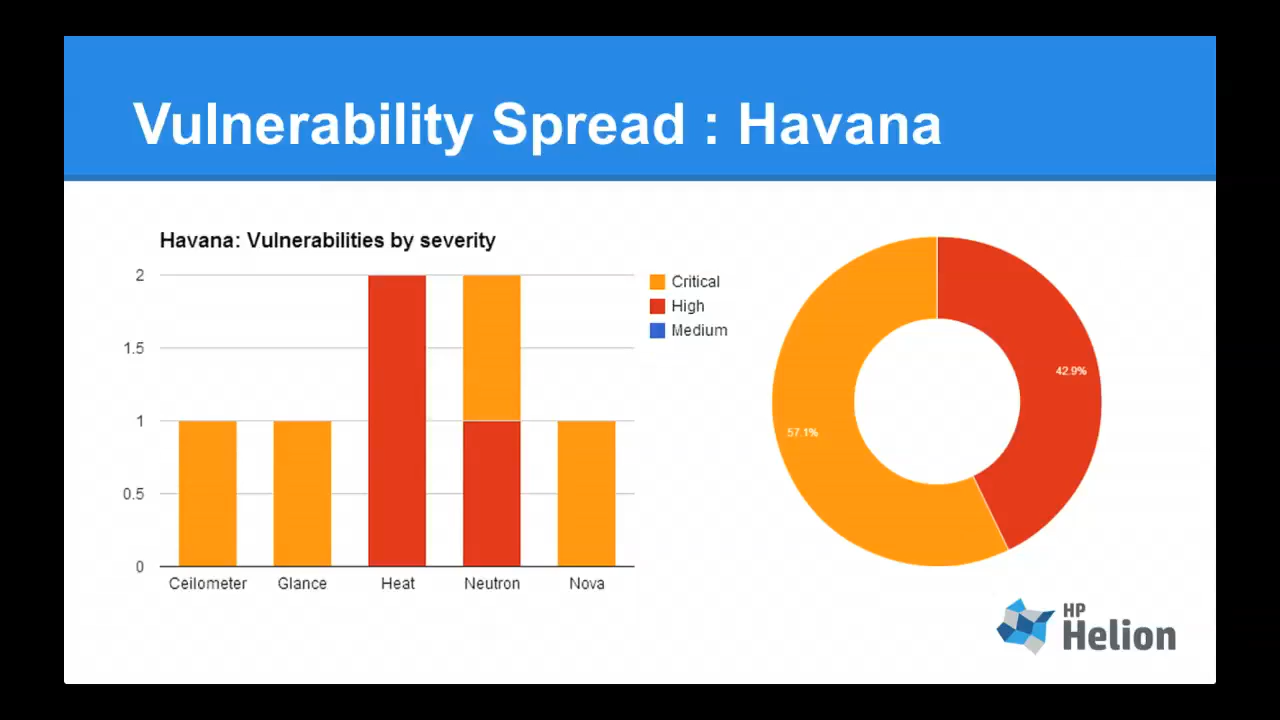 Vulnerability Spread : Havana
Havana: Vulnerabilities by severity
2
1.5
1
0.5
0
Ceilometer Glance Heat Neutron Nova
Critical
High
Medium
42.9%
57.1%
HP
Helion